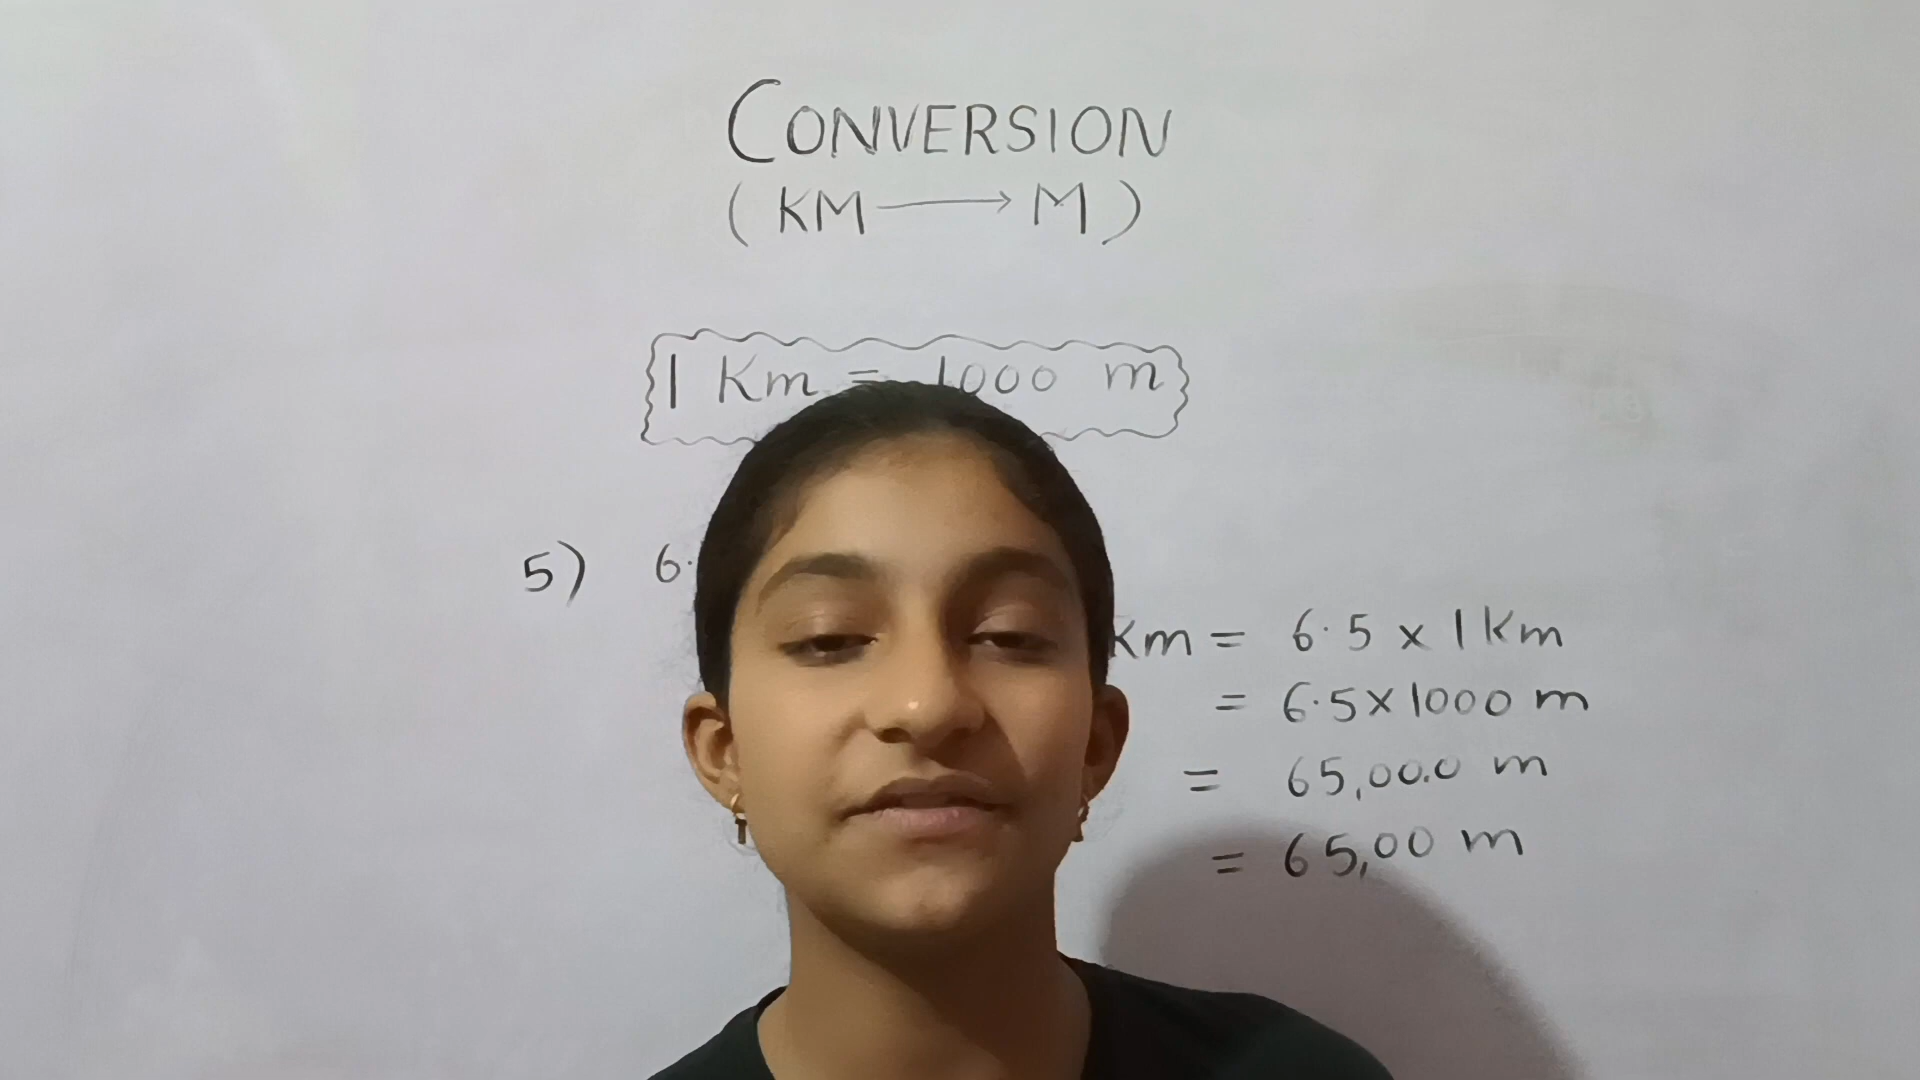 CONVERSION
( KM → M )
1 Km = 1000 m
5) 6.
Km = 6.5 x 1 Km
= 6.5 x 1000 m
= 65,00.0 m
= 65,00 m